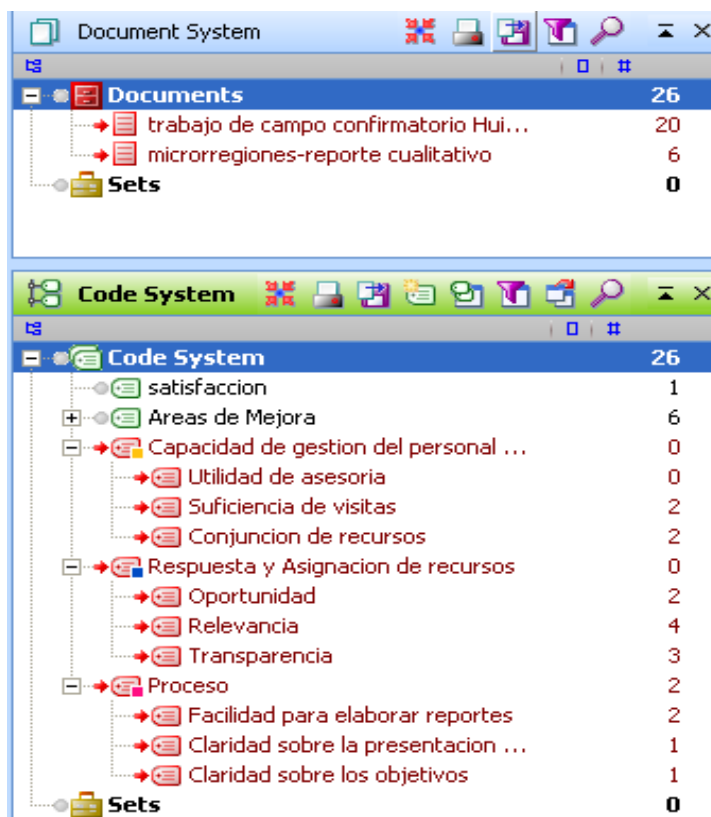 Document System
#
Documents 26
trabajo de campo confirmatorio Hui... 20
microrregiones-reporte cualitativo 6
Sets 0
Code System
#
Code System 26
satisfaccion 1
Areas de Mejora 6
Capacidad de gestion del personal ... 0
Utilidad de asesoria 0
Suficiencia de visitas 2
Conjuncion de recursos 2
Respuesta y Asignacion de recursos 0
Oportunidad 2
Relevancia 4
Transparencia 3
Proceso 2
Facilidad para elaborar reportes 2
Claridad sobre la presentacion ... 1
Claridad sobre los objetivos 1
Sets 0